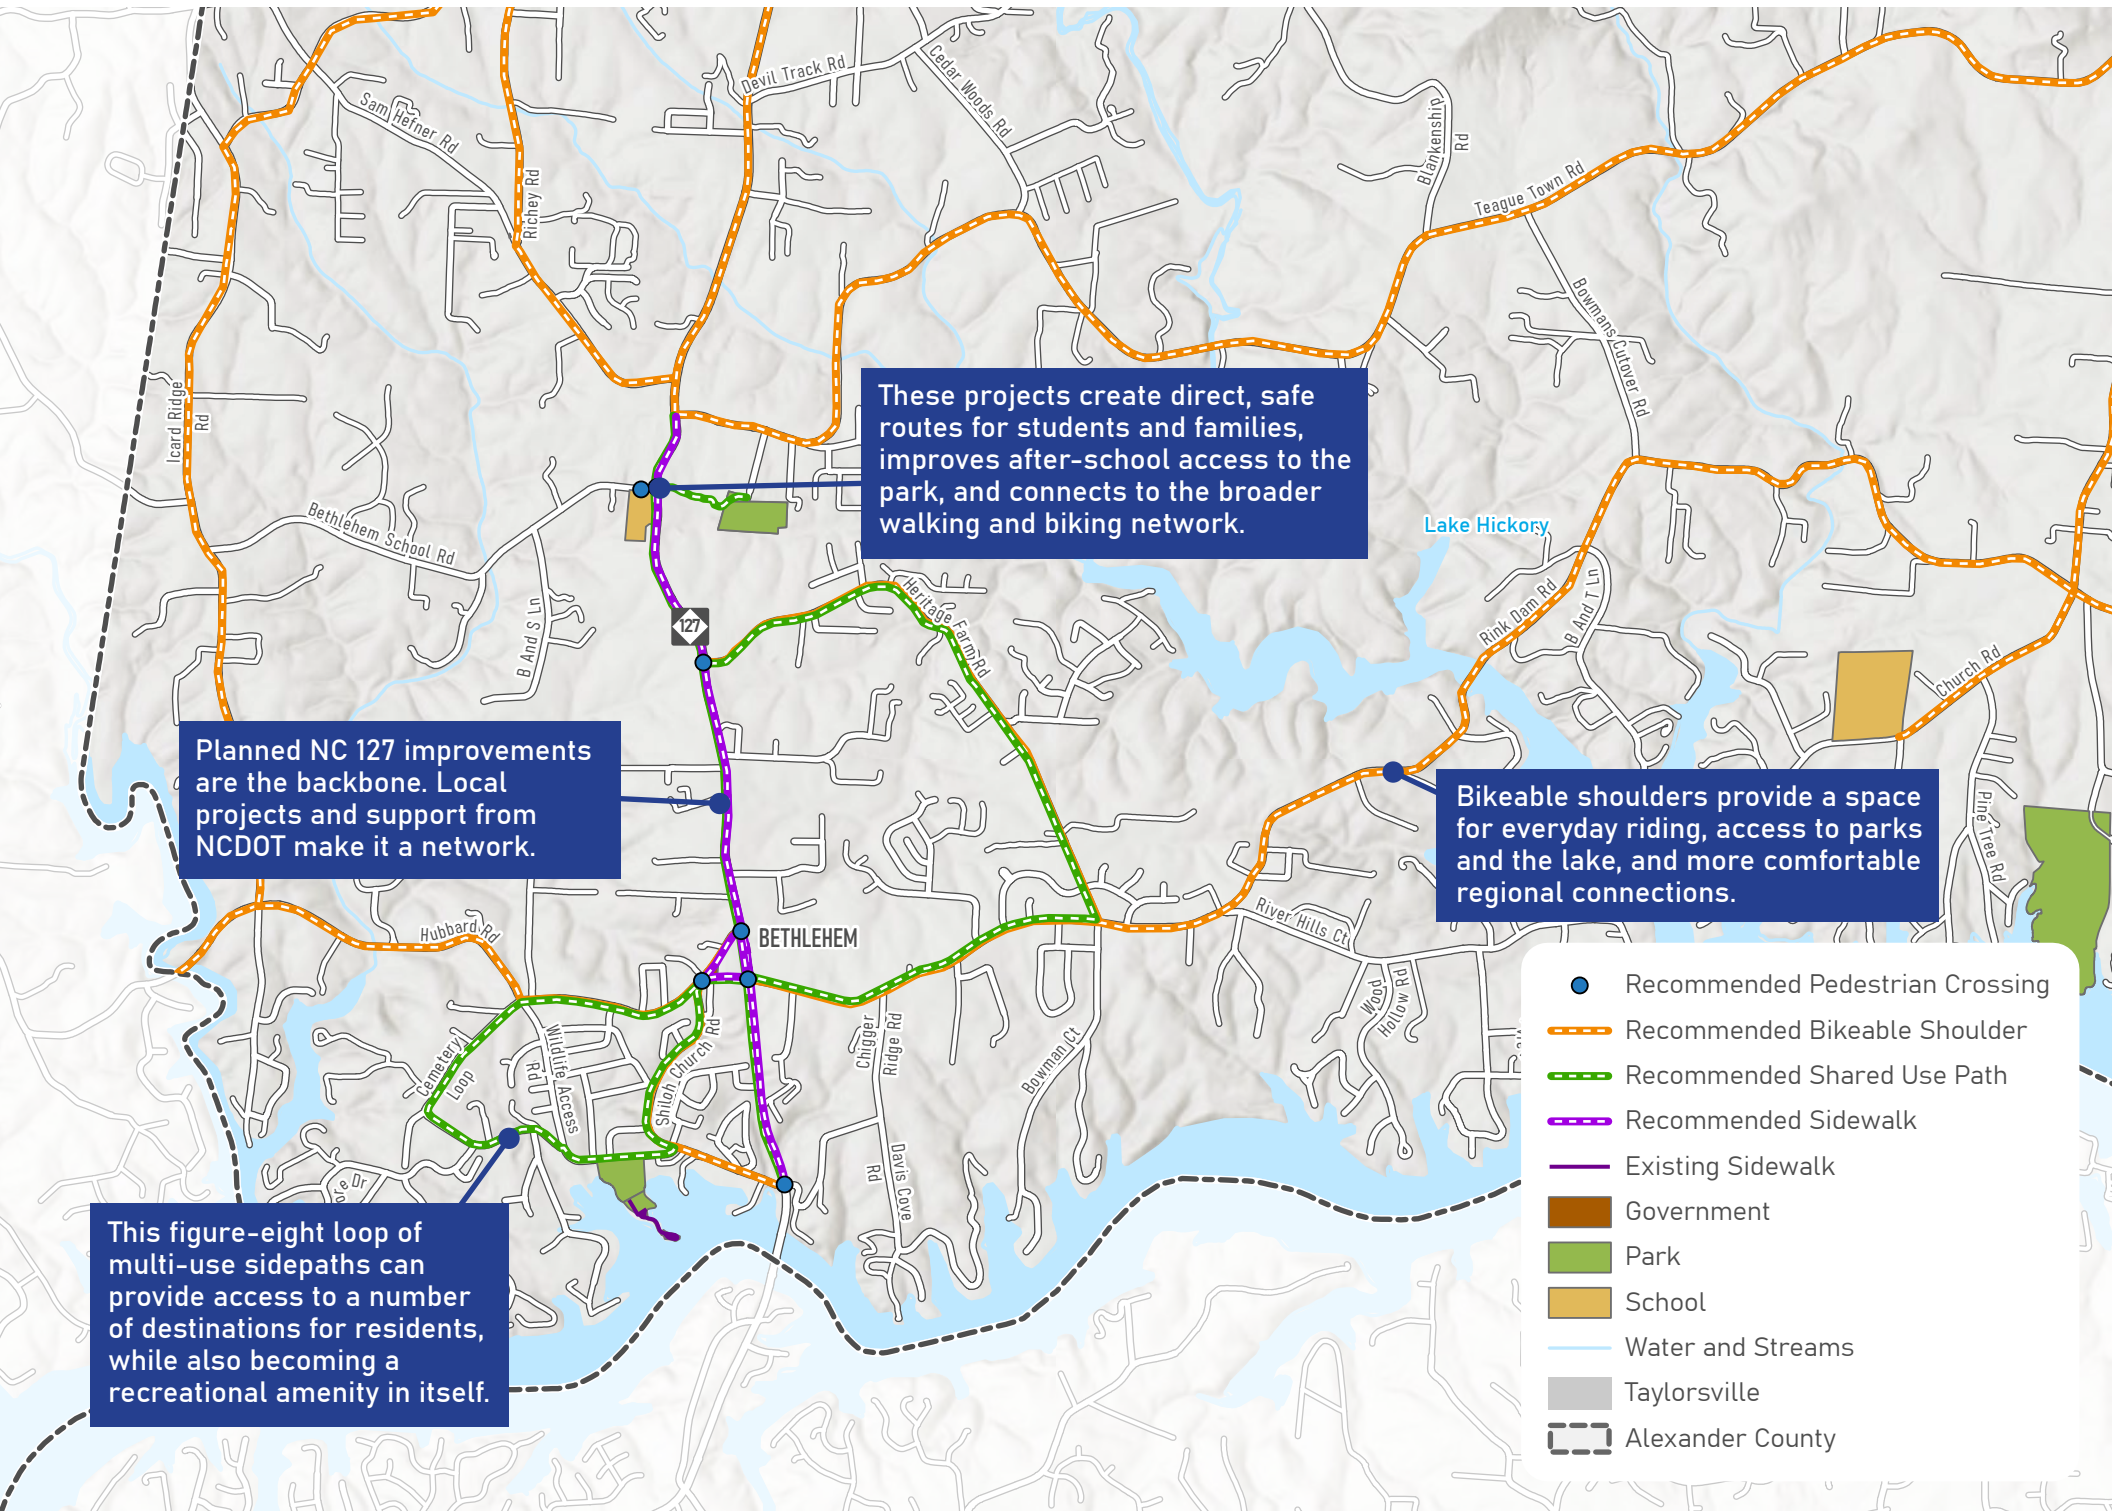 Devil Track Rd
Cedar Woods Rd
Sam Hefner Rd
Richey Rd
Blankenship
Rd
Teague Town Rd
Bowmans Cutover Rd
Icard Ridge
Rd
These projects create direct, safe
routes for students and families,
improves after-school access to the
park, and connects to the broader
walking and biking network.
Bethlehem School Rd
Lake Hickory
B And S Ln
127
Heritage Farm Rd
Rink Dam Rd
B And T Ln
Church Rd
Planned NC 127 improvements
are the backbone. Local
projects and support from
NCDOT make it a network.
Bikeable shoulders provide a space
for everyday riding, access to parks
and the lake, and more comfortable
regional connections.
Pine Tree Rd
Hubbard Rd
BETHLEHEM
River Hills Ct
Wood
Hollow Rd
Cemetery
Loop
Wildlife Access
Rd
Shiloh Church Rd
Chigger
Ridge Rd
Bowman Ct
Davis Cove
Rd
ore Dr
This figure-eight loop of
multi-use sidepaths can
provide access to a number
of destinations for residents,
while also becoming a
recreational amenity in itself.
Recommended Pedestrian Crossing
Recommended Bikeable Shoulder
Recommended Shared Use Path
Recommended Sidewalk
Existing Sidewalk
Government
Park
School
Water and Streams
Taylorsville
Alexander County